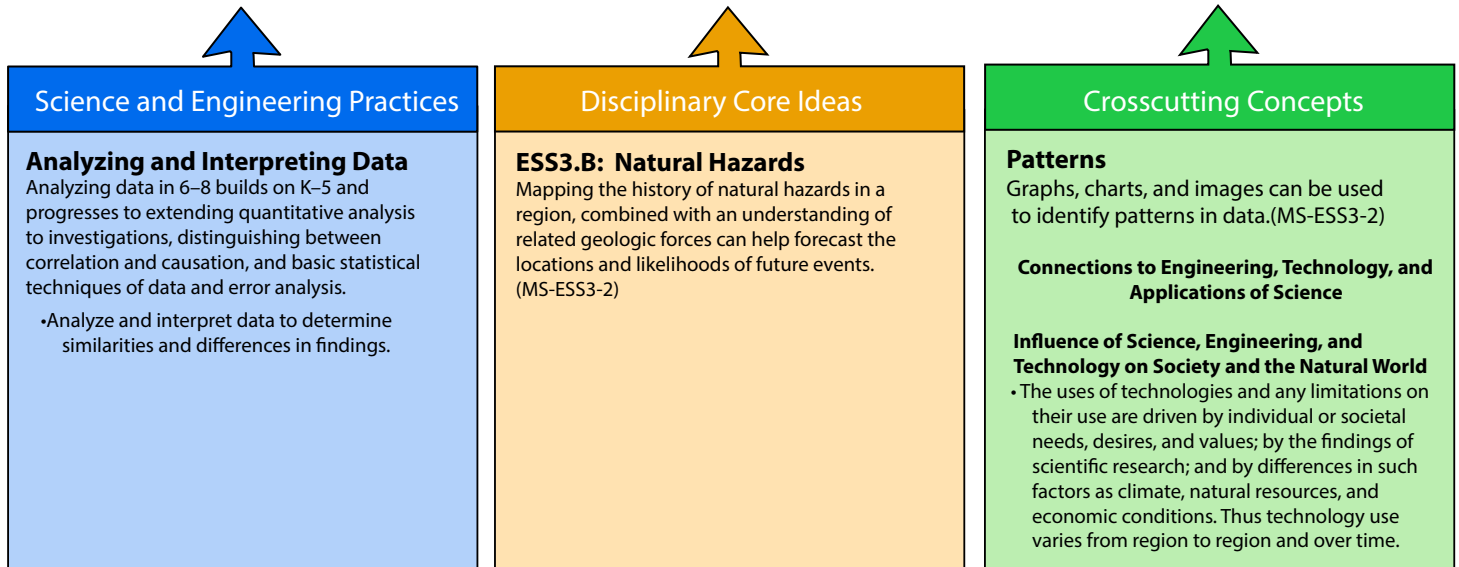 Science and Engineering Practices
Analyzing and Interpreting Data
Analyzing data in 6–8 builds on K–5 and
progresses to extending quantitative analysis
to investigations, distinguishing between
correlation and causation, and basic statistical
techniques of data and error analysis.
•Analyze and interpret data to determine
similarities and differences in findings.
Disciplinary Core Ideas
ESS3.B: Natural Hazards
Mapping the history of natural hazards in a
region, combined with an understanding of
related geologic forces can help forecast the
locations and likelihoods of future events.
(MS-ESS3-2)
Crosscutting Concepts
Patterns
Graphs, charts, and images can be used
to identify patterns in data.(MS-ESS3-2)
Connections to Engineering, Technology, and
Applications of Science
Influence of Science, Engineering, and
Technology on Society and the Natural World
• The uses of technologies and any limitations on
their use are driven by individual or societal
needs, desires, and values; by the findings of
scientific research; and by differences in such
factors as climate, natural resources, and
economic conditions. Thus technology use
varies from region to region and over time.